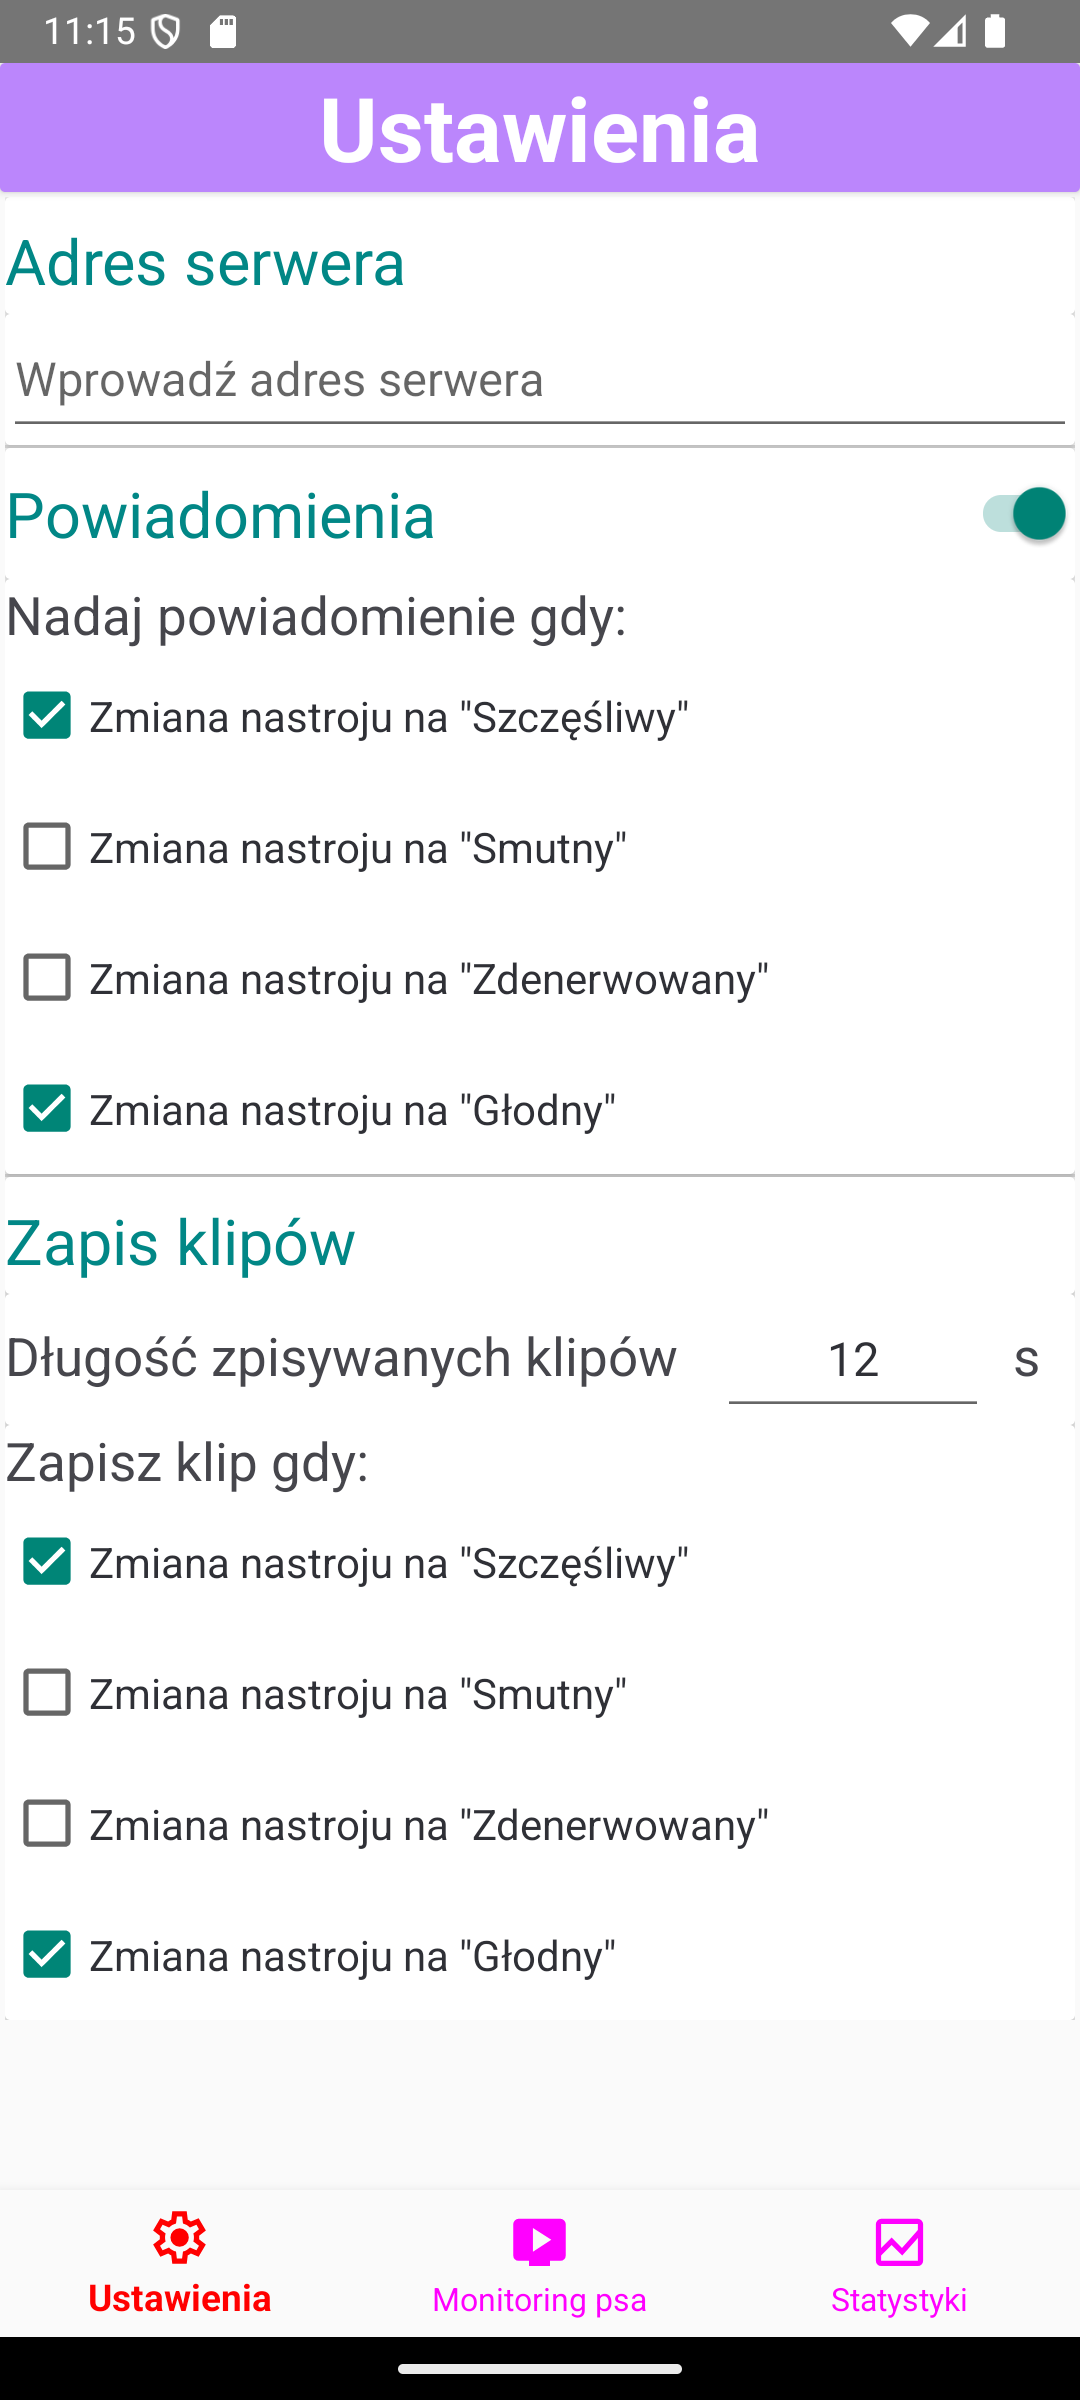 11:15
Ustawienia
Adres serwera
Wprowadź adres serwera
Powiadomienia
Nadaj powiadomienie gdy:
Zmiana nastroju na "Szczęśliwy"
Zmiana nastroju na "Smutny"
Zmiana nastroju na "Zdenerwowany"
Zmiana nastroju na "Głodny"
Zapis klipów
Długość zpisywanych klipów 12 s
Zapisz klip gdy:
Zmiana nastroju na "Szczęśliwy"
Zmiana nastroju na "Smutny"
Zmiana nastroju na "Zdenerwowany"
Zmiana nastroju na "Głodny"
Ustawienia Monitoring psa Statystyki